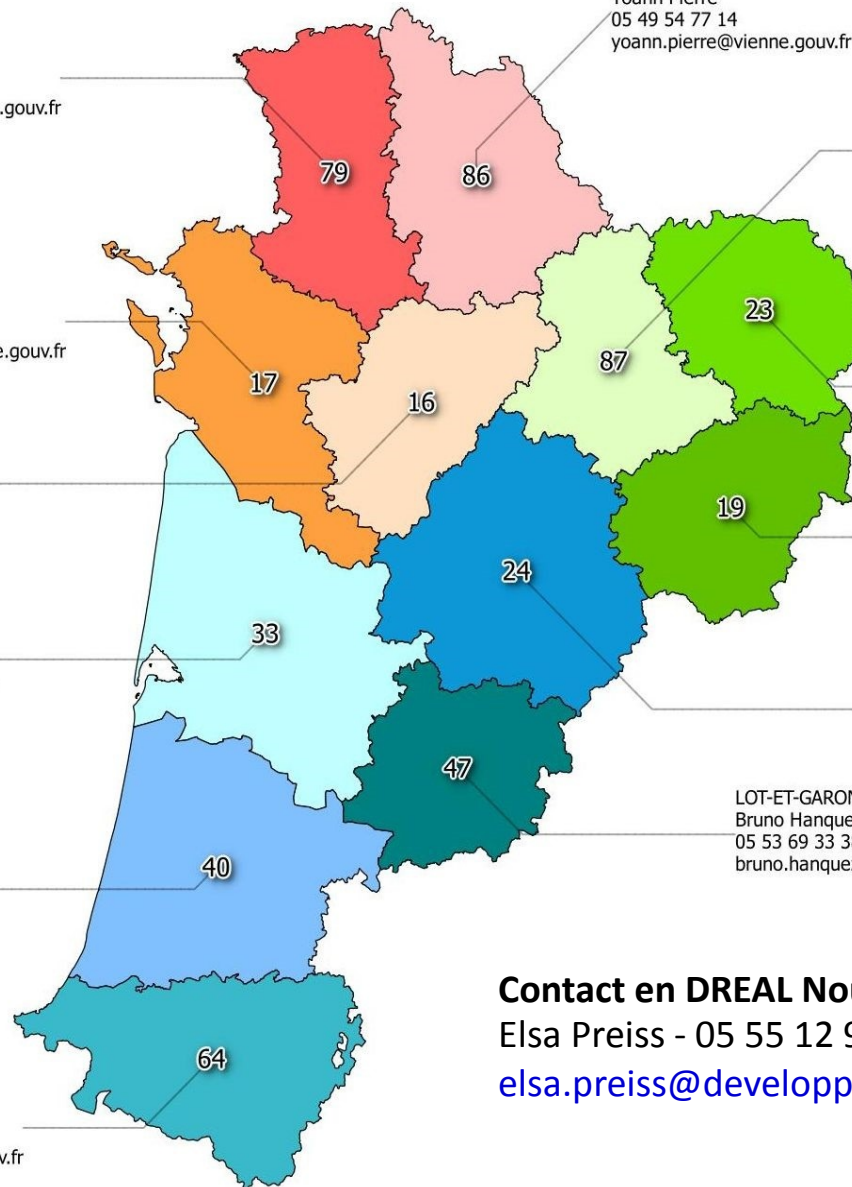 05 49 54 77 14
yoann.pierre@vienne.gouv.fr
.gouv.fr
79
86
23
e.gouv.fr
87
17
16
19
24
33
47
LOT-ET-GARON
Bruno Hanque
05 53 69 33 3
bruno.hanque
40
Contact en DREAL Nou
Elsa Preiss - 05 55 12 9
elsa.preiss@developp
64
v.fr